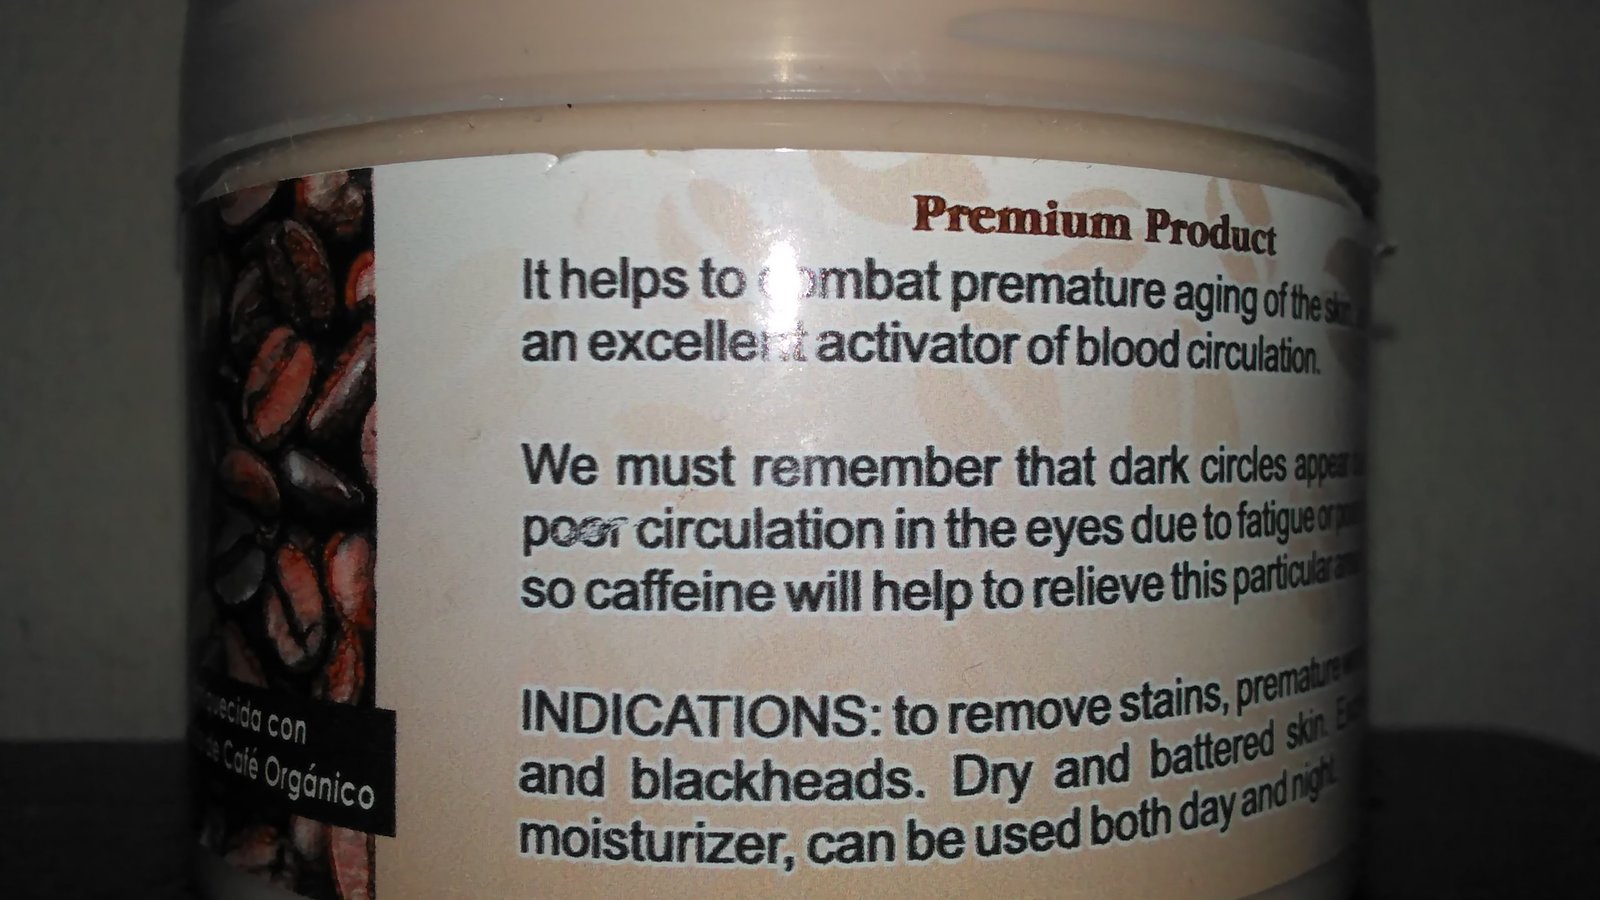 Premium Product
It helps to combat premature aging of the skin,
an excellent activator of blood circulation.
We must remember that dark circles appear
poor circulation in the eyes due to fatigue or
so caffeine will help to relieve this particular
INDICATIONS: to remove stains, premature
and blackheads. Dry and battered skin.
moisturizer, can be used both day and night.
con
de Café Orgánico